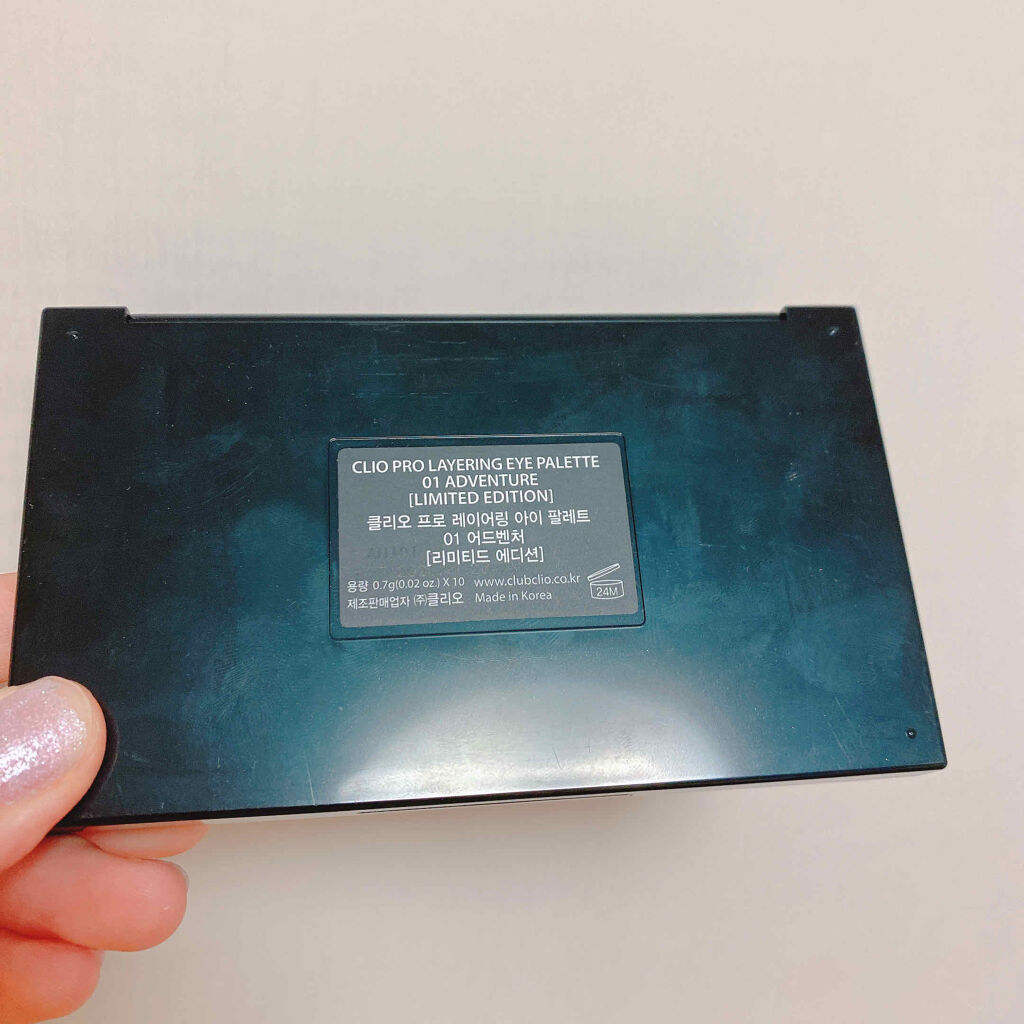 CLIO PRO LAYERING EYE PALETTE
01 ADVENTURE
[LIMITED EDITION]
클리오 프로 레이어링 아이 팔레트
01 어드벤처
[리미티드 에디션]
용량 0.7g(0.02 oz.) X 10 www.clubclio.co.kr
제조판매업자 ㈜클리오 Made in Korea
24M